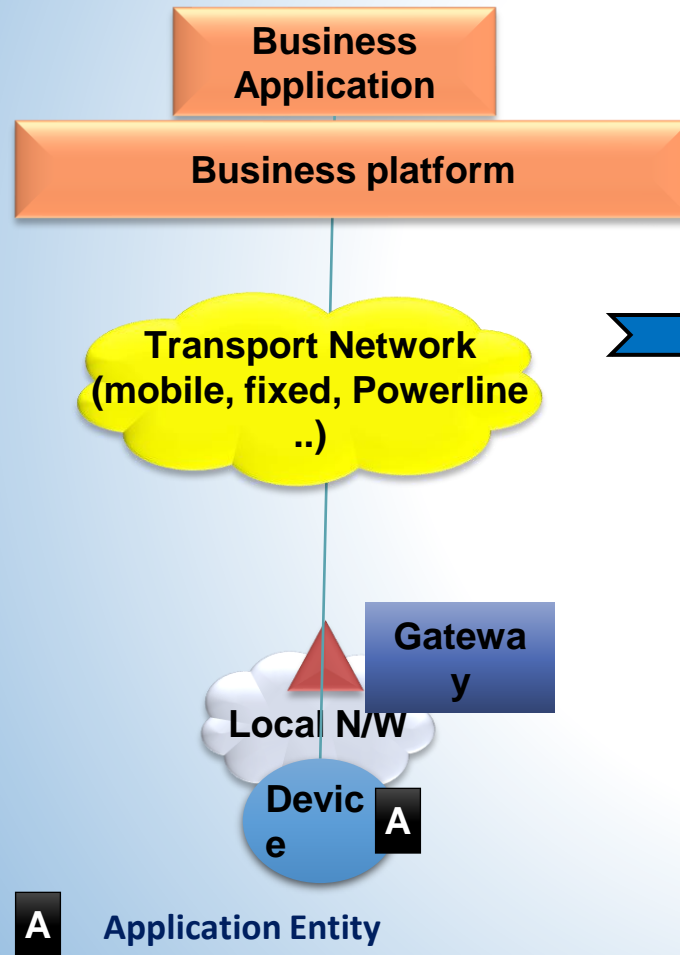 Business
Application
Business platform
Transport Network
(mobile, fixed, Powerline
..)
Gatewa
y
Local N/W
Devic
e
A
A
Application Entity